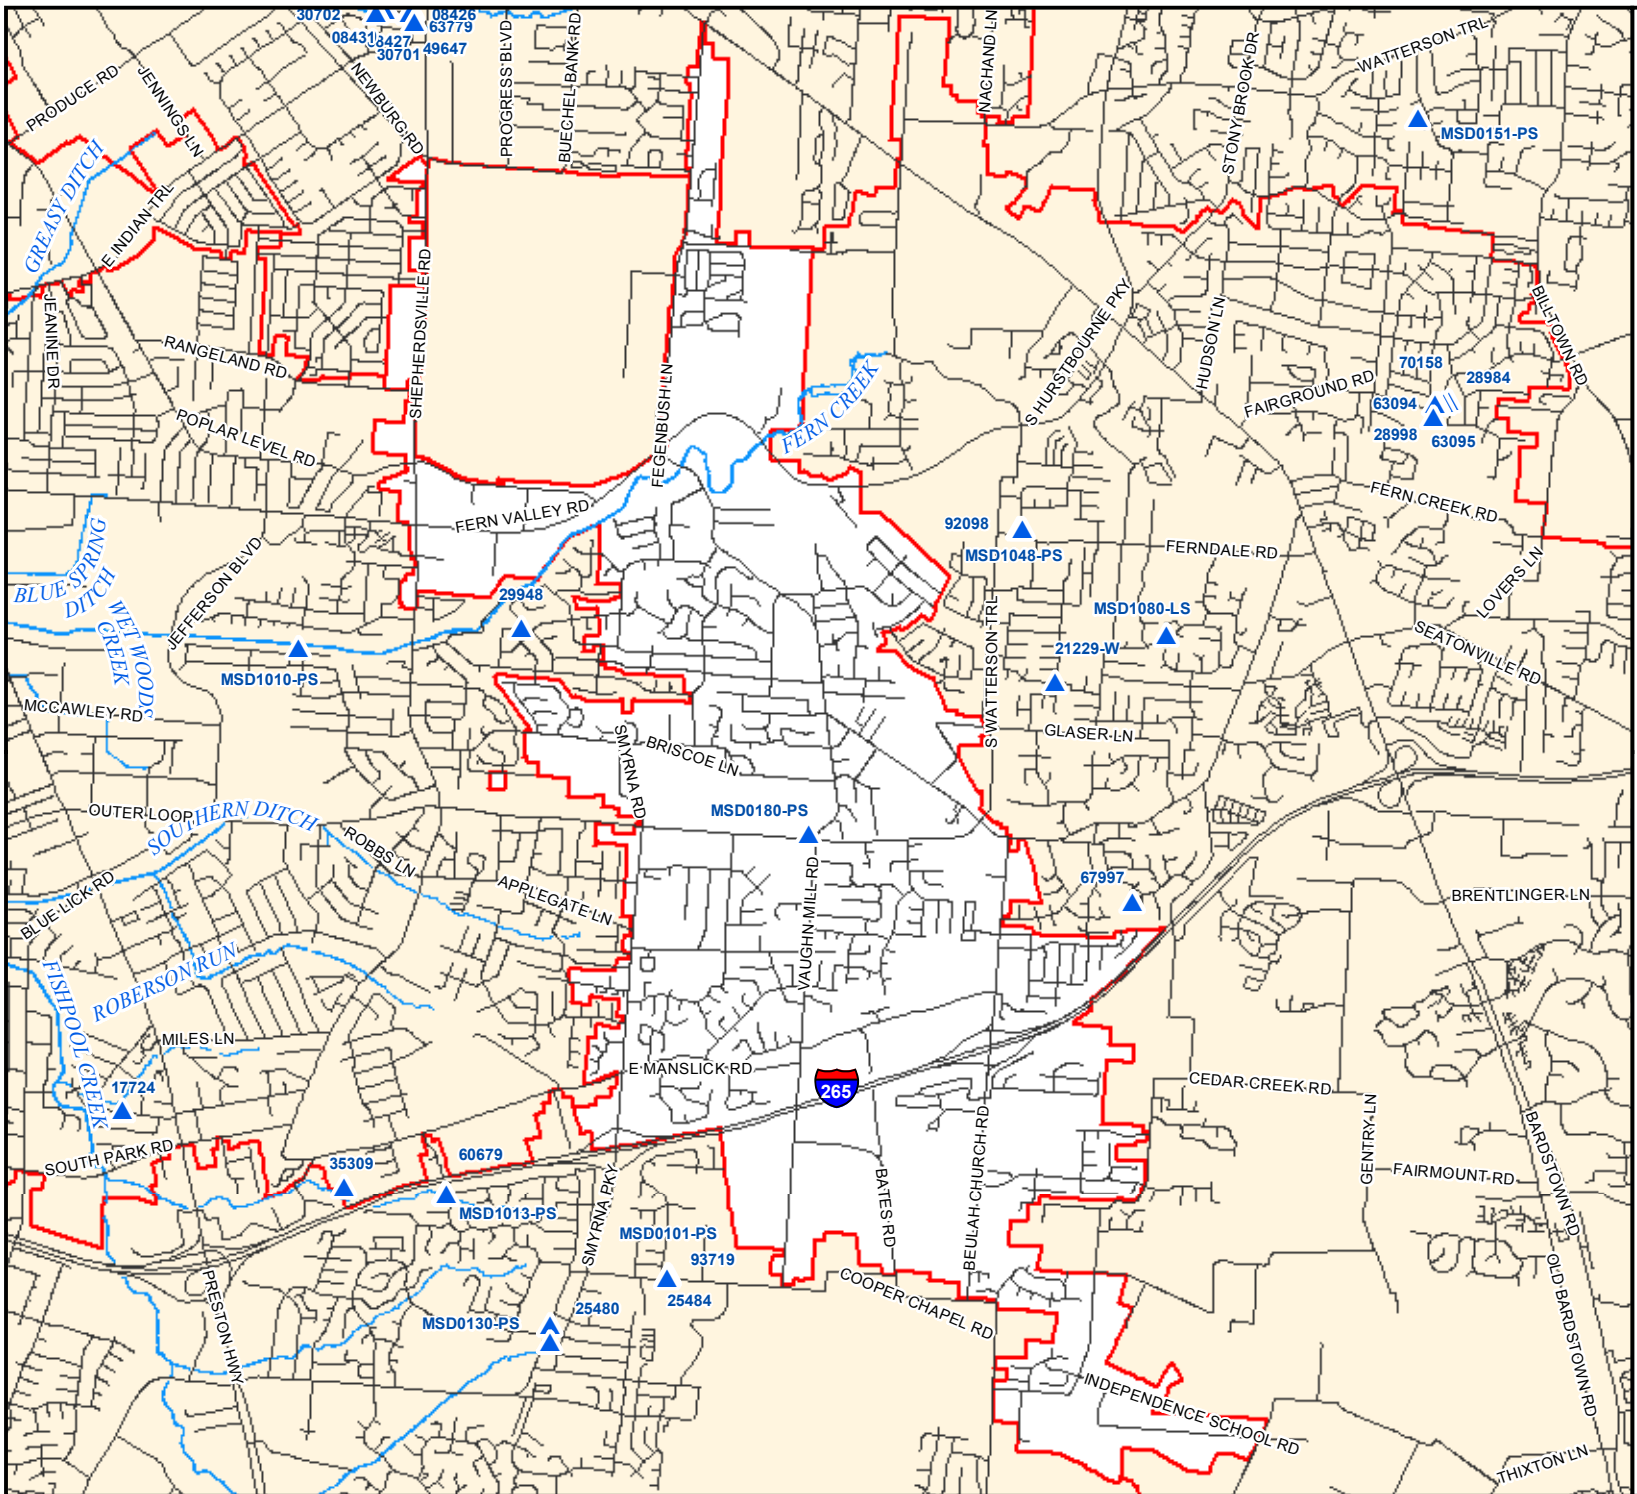 30702
08426
63779
08431
08427
49647
30701
PRODUCE RD
JENNINGS LN
NEWBURG RD
PROGRESS BLVD
BUECHEL BANK RD
NACHAND LN
STONYBROOK DR
WATTERSON TRL
MSD0151-PS
GREASY DITCH
E INDIAN TRL
JEANINE DR
RANGELAND RD
POPLAR LEVEL RD
SHEPHERDSVILLE RD
FEGENBUSH LN
FERN CREEK
S HURSTBOURNE PKY
HUDSON LN
BILLTOWN RD
FAIRGROUND RD
70158
28984
63094
28998
63095
FERN CREEK RD
FERN VALLEY RD
92098
MSD1048-PS
FERNDALE RD
LOVERS LN
BLUE SPRING
DITCH
WET WOODS
CREEK
JEFFERSON BLVD
29948
MSD1010-PS
MSD1080-LS
21229-W
SEATONVILLE RD
S WATTERSON TRL
GLASER LN
MCCAWLEY RD
SMYRNA RD
BRISCOE LN
MSD0180-PS
OUTER LOOP
SOUTHERN DITCH
ROBBS LN
APPLEGATE LN
BLUE LICK RD
VAUGHN MILL RD
67997
BRENTLINGER LN
ROBERSON RUN
FISHPOOL CREEK
MILES LN
17724
E MANSLICK RD
265
CEDAR CREEK RD
GENTRY LN
BARDSTOWN RD
SOUTH PARK RD
35309
60679
MSD1013-PS
SMYRNA PKY
BATES RD
BEULAH CHURCH RD
FAIRMOUNT RD
MSD0101-PS
93719
25484
PRESTON HWY
MSD0130-PS
25480
COOPER CHAPEL RD
OLD BARDSTOWN RD
INDEPENDENCE SCHOOL RD
THIXTON LN